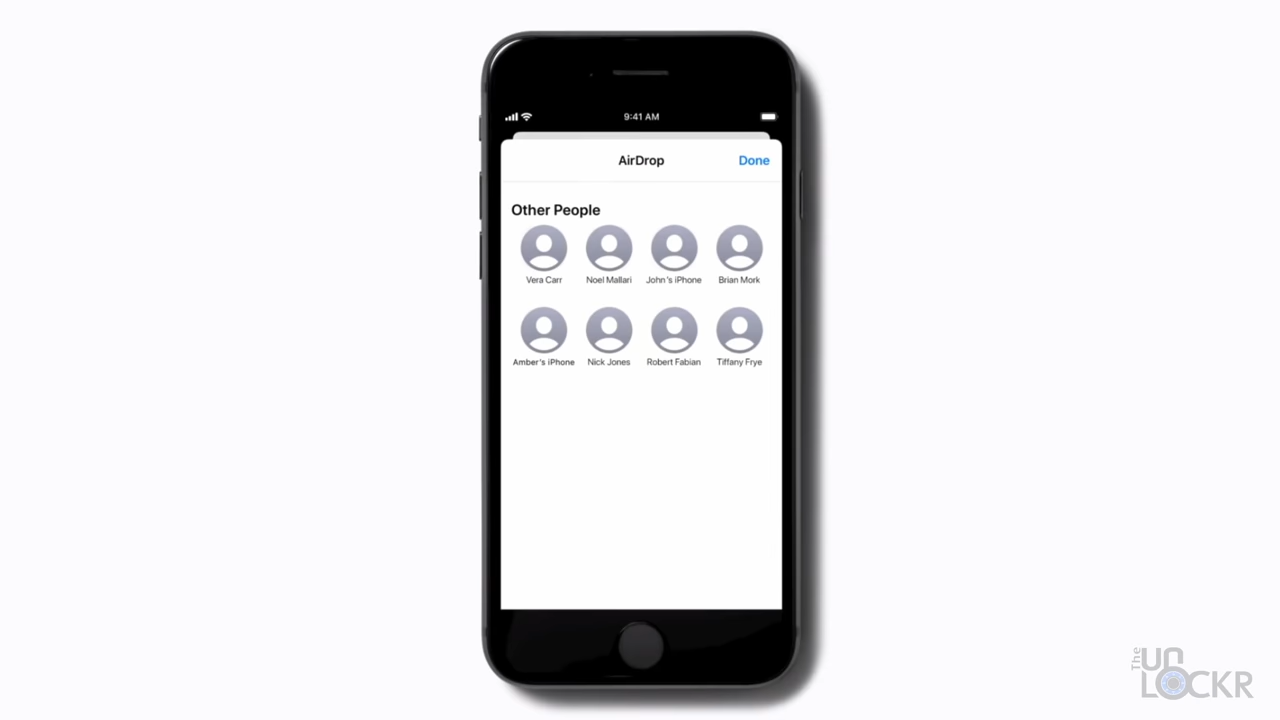 9:41 AM
AirDrop
Done
Other People
Vera Carr
Noel Mallari
John's iPhone
Brian Mork
Amber's iPhone
Nick Jones
Robert Fabian
Tiffany Frye
The
UN
LOCKR